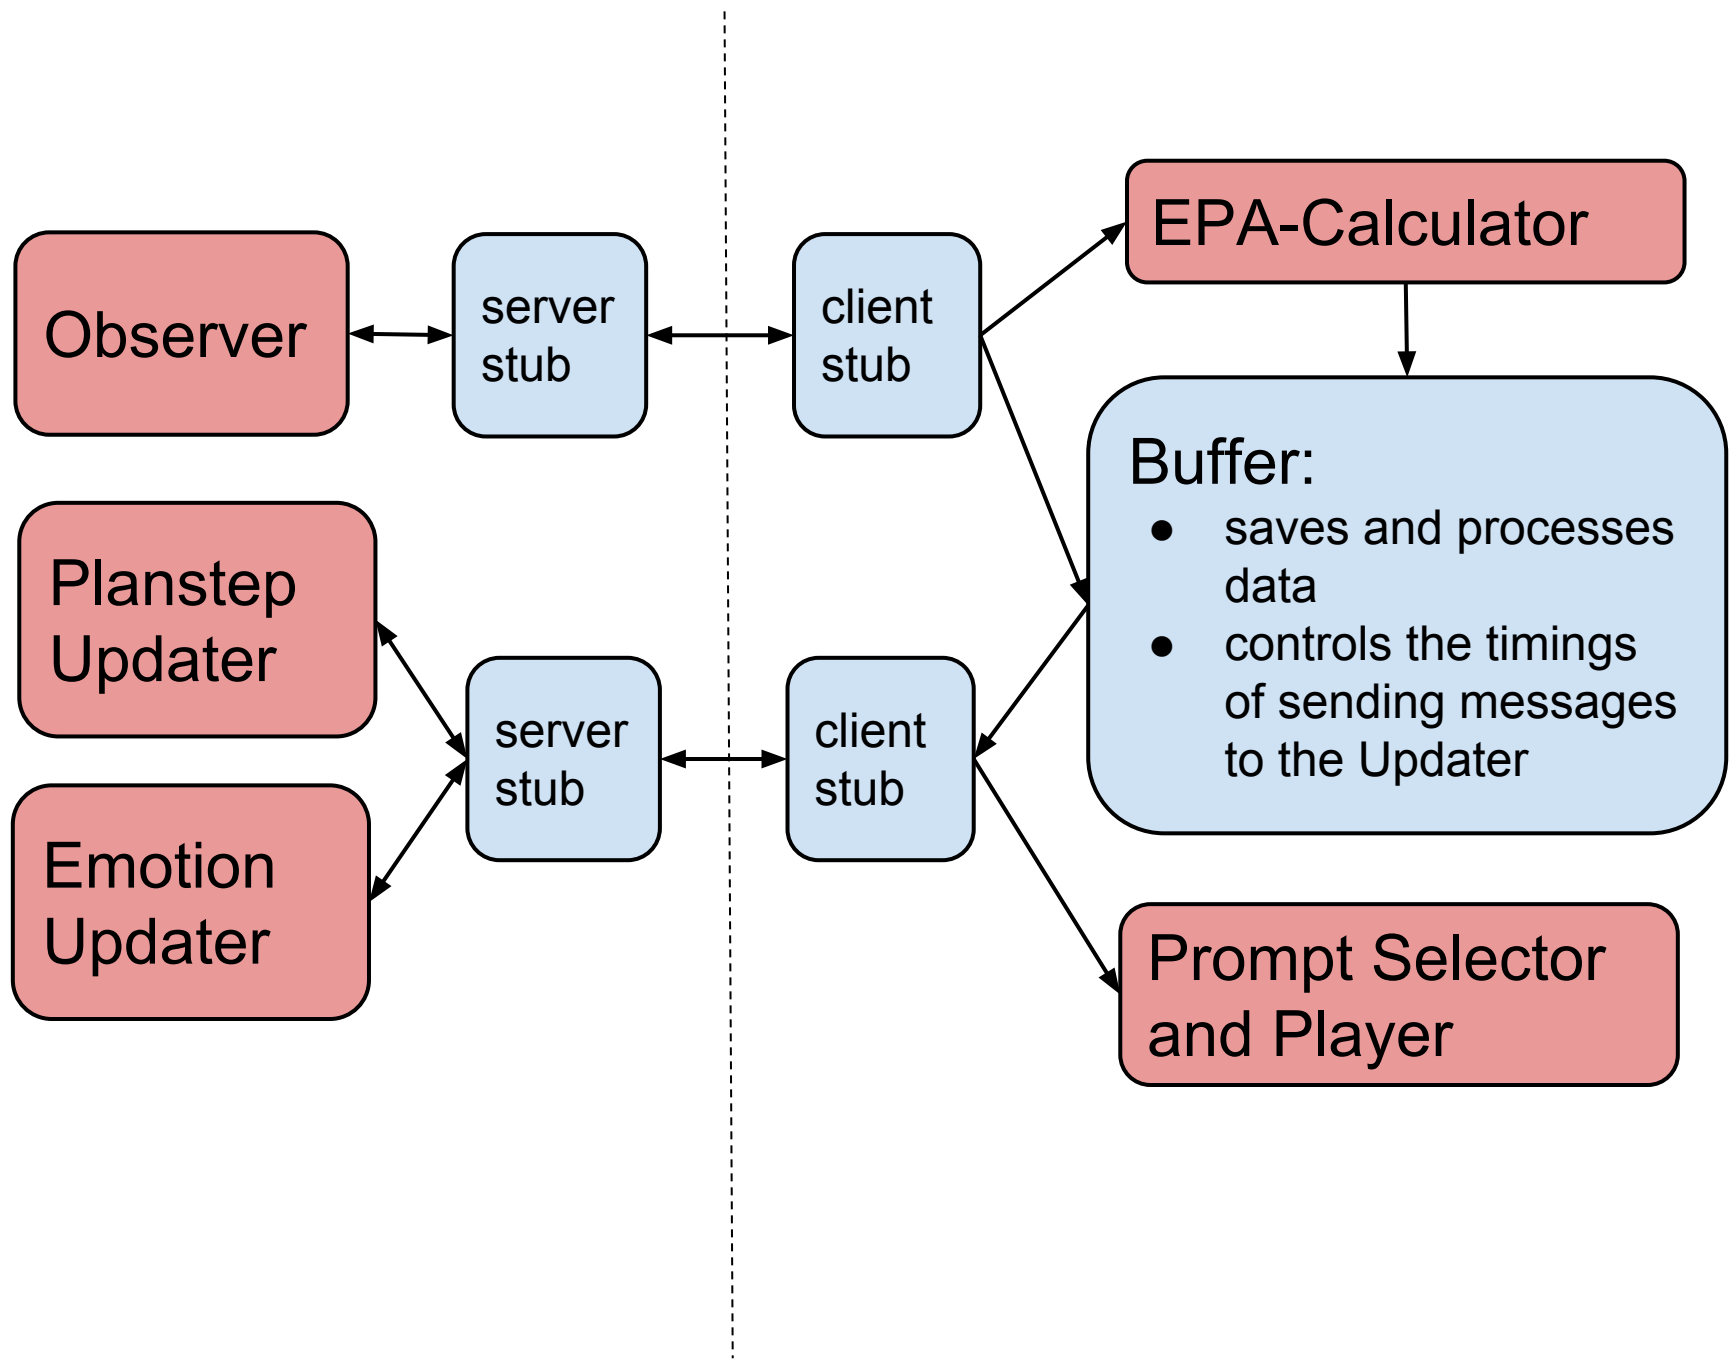 EPA-Calculator
Observer
server
stub
client
stub
Buffer:
● saves and processes
data
● controls the timings
of sending messages
to the Updater
Planstep
Updater
server
stub
client
stub
Emotion
Updater
Prompt Selector
and Player